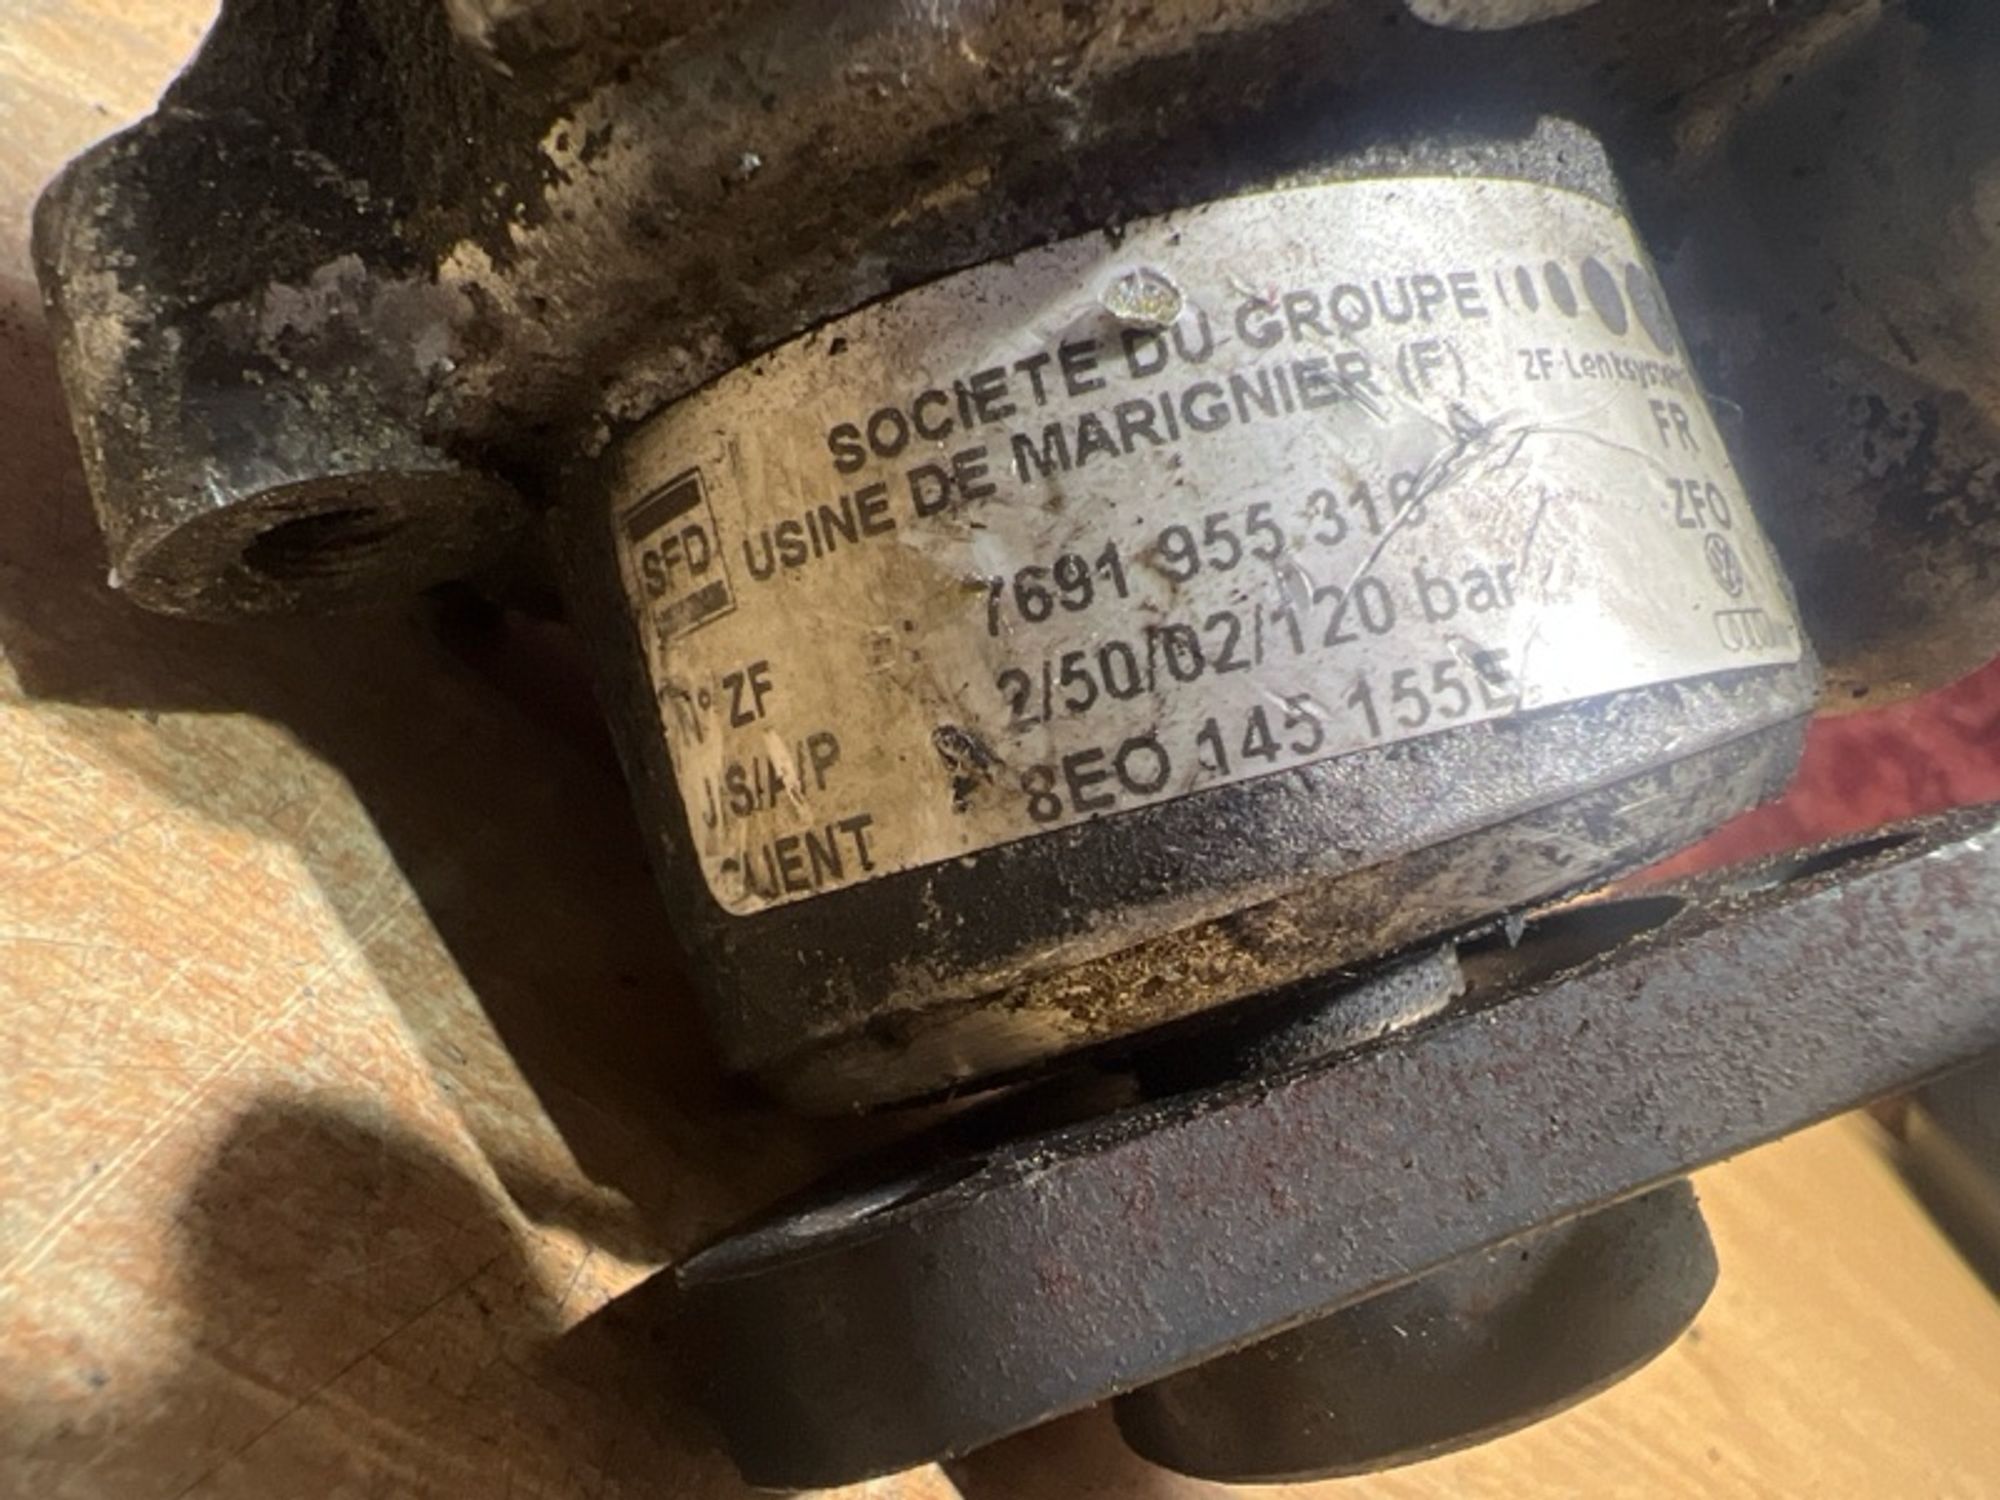 SOCIETE DU GROUPE
ZF-Lenksysteme
USINE DE MARIGNIER (F)
FR
SFD
ZFO
N° ZF 7691 955 316
J/S/A/P 2/50/02/120 bar
CLIENT 8EO 145 155E